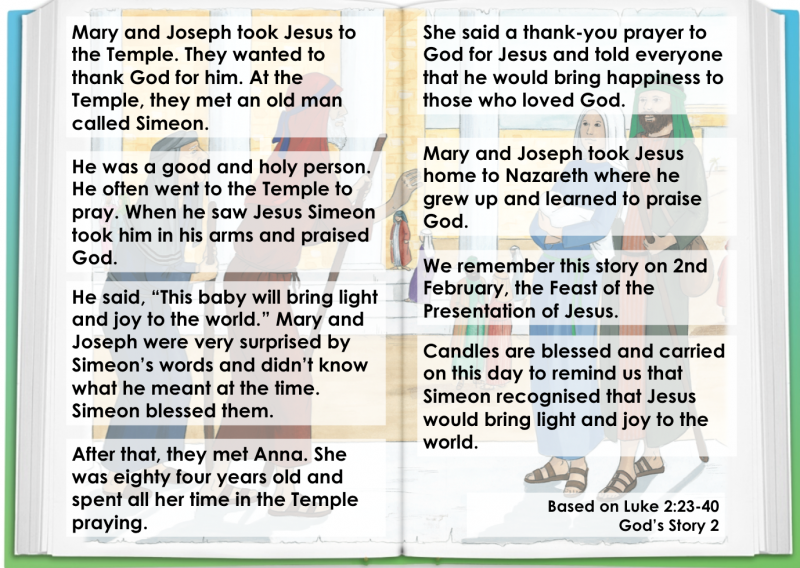 Mary and Joseph took Jesus to
the Temple. They wanted to
thank God for him. At the
Temple, they met an old man
called Simeon.
He was a good and holy person.
He often went to the Temple to
pray. When he saw Jesus Simeon
took him in his arms and praised
God.
He said, “This baby will bring light
and joy to the world.” Mary and
Joseph were very surprised by
Simeon’s words and didn’t know
what he meant at the time.
Simeon blessed them.
After that, they met Anna. She
was eighty four years old and
spent all her time in the Temple
praying.
She said a thank-you prayer to
God for Jesus and told everyone
that he would bring happiness to
those who loved God.
Mary and Joseph took Jesus
home to Nazareth where he
grew up and learned to praise
God.
We remember this story on 2nd
February, the Feast of the
Presentation of Jesus.
Candles are blessed and carried
on this day to remind us that
Simeon recognised that Jesus
would bring light and joy to the
world.
Based on Luke 2:23-40
God’s Story 2